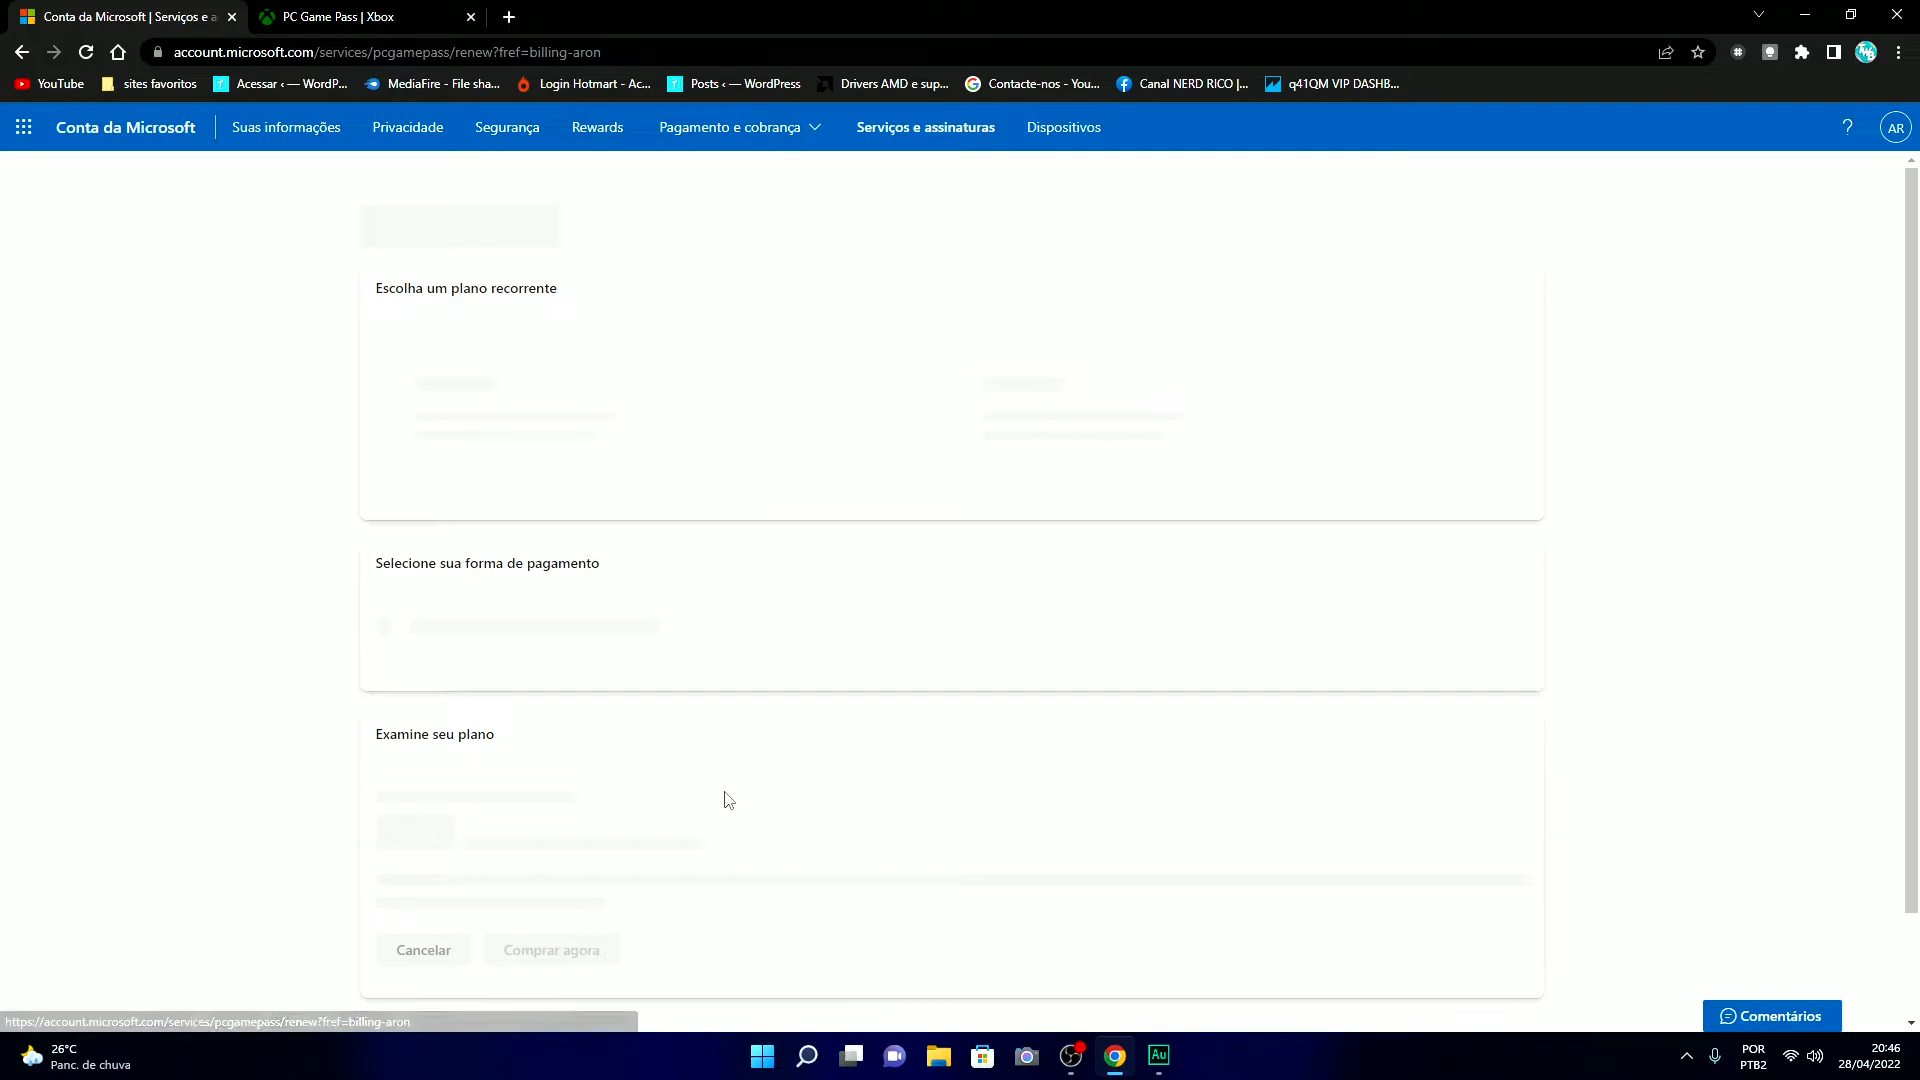 Conta da Microsoft | Serviços e a
PC Game Pass | Xbox
account.microsoft.com/services/pcgamepass/renew?fref=billing-aron
YouTube
sites favoritos
Acessar ‹ — WordP...
MediaFire - File sha...
Login Hotmart - Ac...
Posts ‹ — WordPress
Drivers AMD e sup...
Contacte-nos - You...
Canal NERD RICO |...
q41QM VIP DASHB...
Conta da Microsoft
Suas informações
Privacidade
Segurança
Rewards
Pagamento e cobrança
Serviços e assinaturas
Dispositivos
?
AR
Escolha um plano recorrente
Selecione sua forma de pagamento
Examine seu plano
Cancelar
Comprar agora
Comentários
https://account.microsoft.com/services/pcgamepass/renew?fref=billing-aron
26°C
Panc. de chuva
Au
POR
PTB2
20:46
28/04/2022